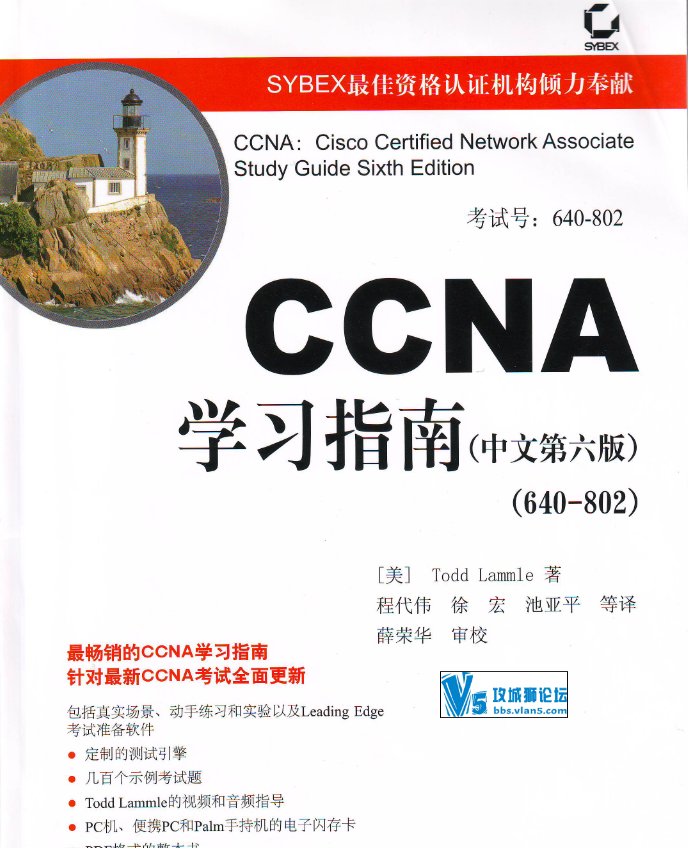 SYBEX
SYBEX最佳资格认证机构倾力奉献
CCNA：Cisco Certified Network Associate
Study Guide Sixth Edition
考试号：640-802
CCNA
学习指南(中文第六版)
(640-802)
[美] Todd Lammle 著
程代伟 徐 宏 池亚平 等译
薛荣华 审校
最畅销的CCNA学习指南
针对最新CCNA考试全面更新
V5 攻城狮论坛
bbs.vlan5.com
包括真实场景、动手练习和实验以及Leading Edge
考试准备软件
● 定制的测试引擎
● 几百个示例考试题
● Todd Lammle的视频和音频指导
● PC机、便携PC和Palm手持机的电子闪存卡